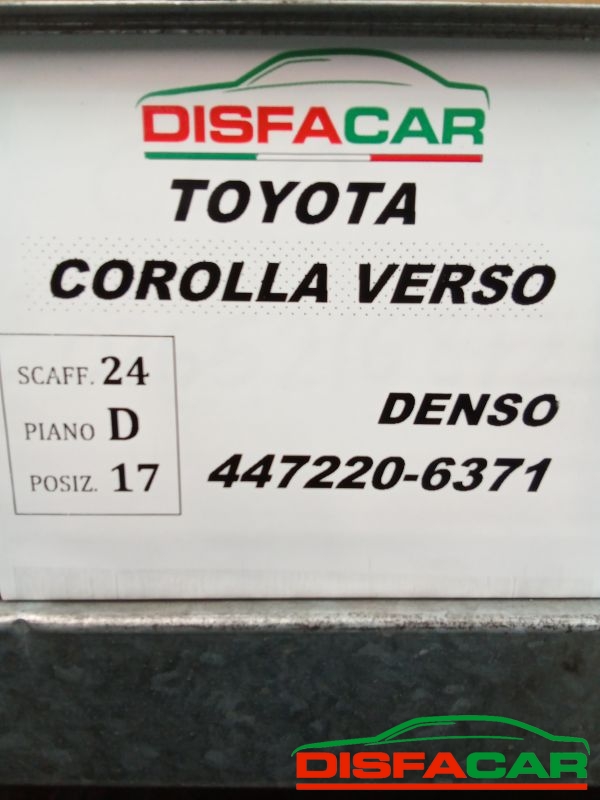 DISFACAR
TOYOTA
COROLLA VERSO
SCAFF. 24
PIANO D
POSIZ. 17
DENSO
447220-6371
DISFACAR